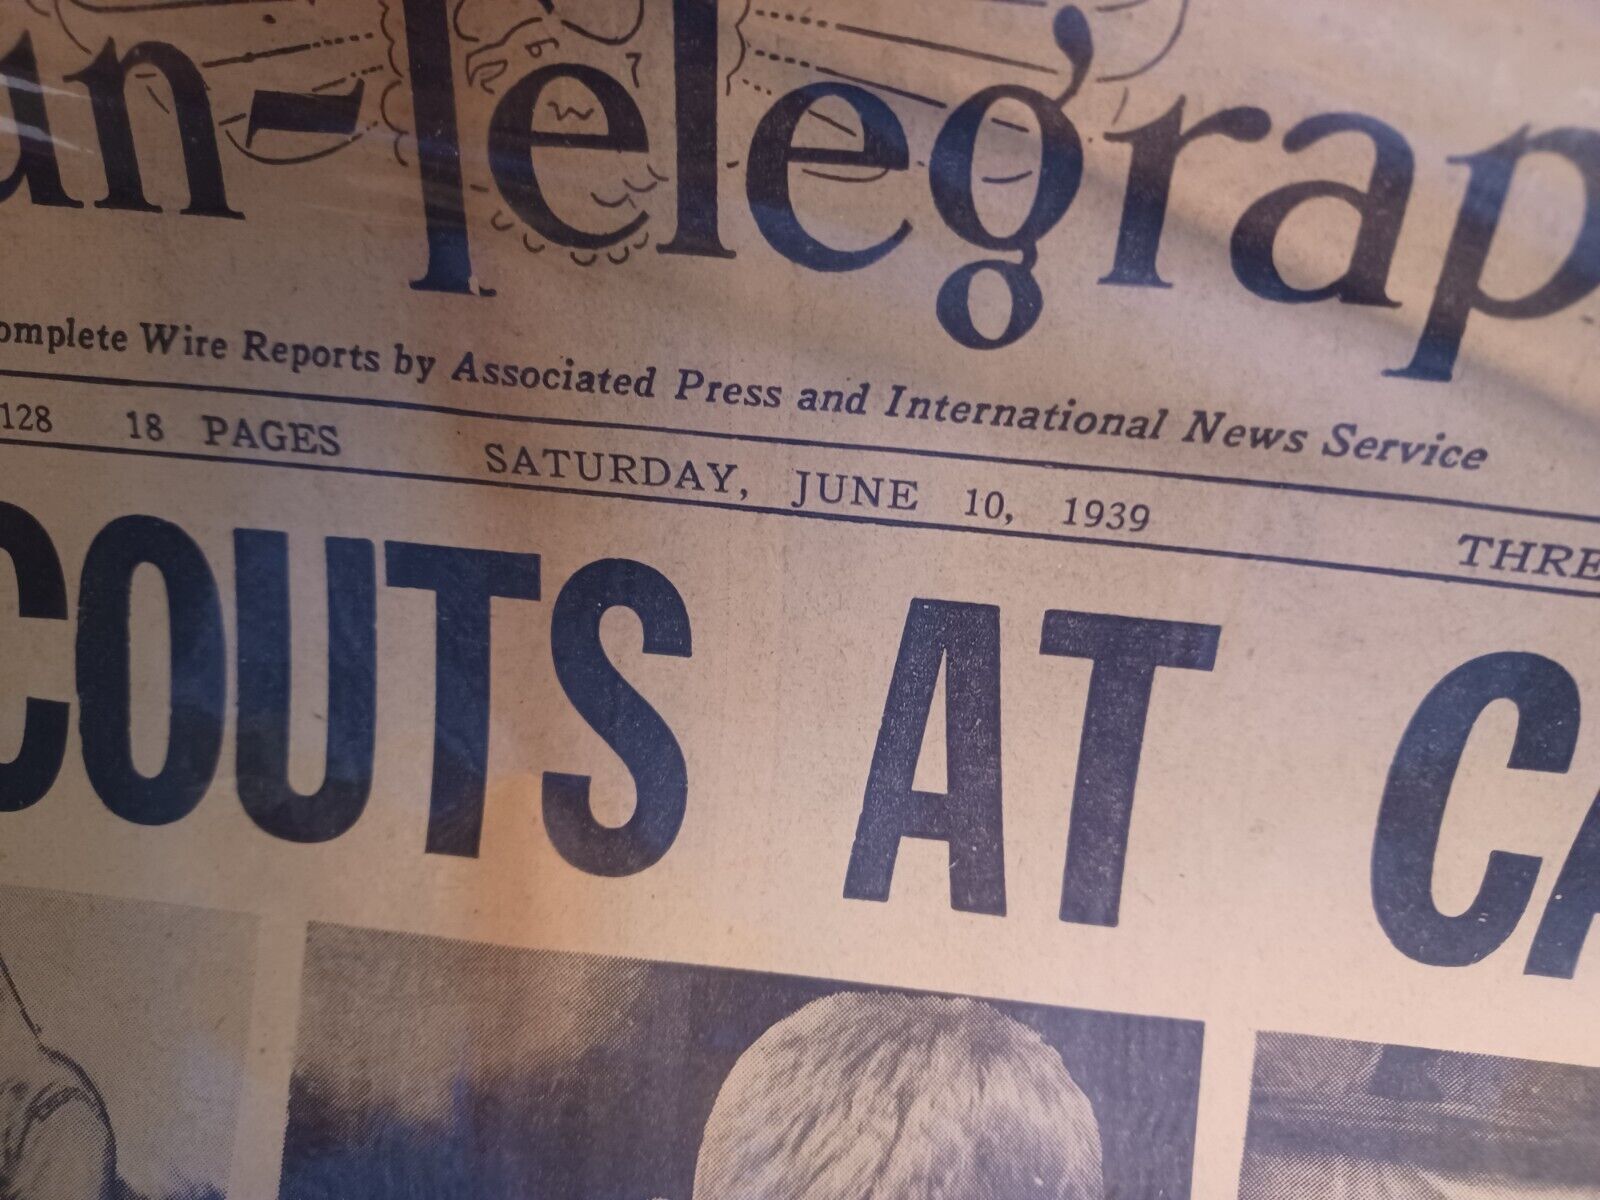 un-Telegrap
omplete Wire Reports by Associated Press and International News Service
128 18 PAGES SATURDAY, JUNE 10, 1939 THRE
COUTS AT CA